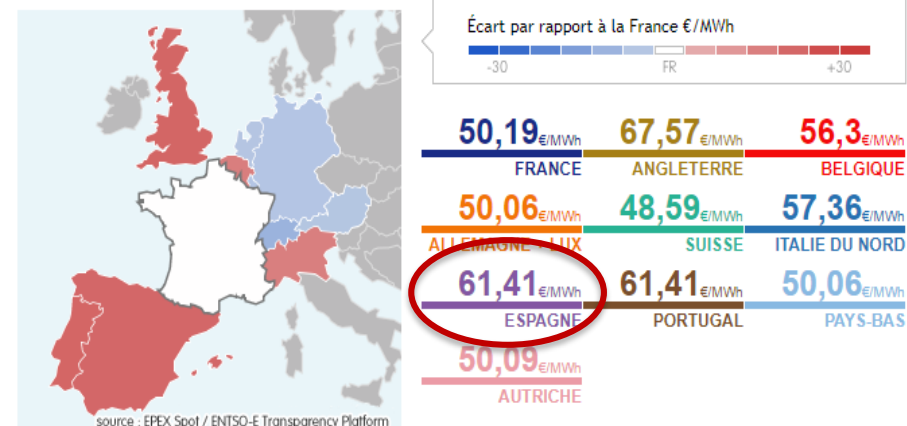 Écart par rapport à la France €/MWh
-30 FR +30
50,19€/MWh 67,57€/MWh 56,3€/MWh
FRANCE ANGLETERRE BELGIQUE
50,06€/MWh 48,59€/MWh 57,36€/MWh
ALLEMAGNE - LUX SUISSE ITALIE DU NORD
61,41€/MWh 61,41€/MWh 50,06€/MWh
ESPAGNE PORTUGAL PAYS-BAS
50,09€/MWh
AUTRICHE
source : EPEX Spot / ENTSO-E Transparency Platform